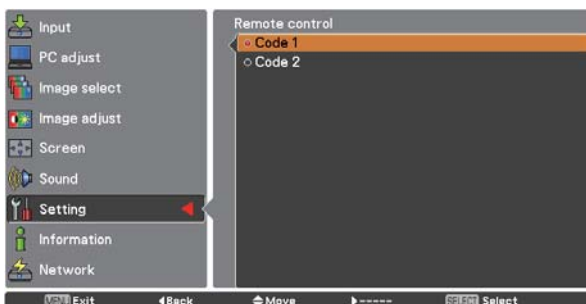 Input
PC adjust
Image select
Image adjust
Screen
Sound
Setting
Information
Network
Remote control
Code 1
Code 2
MENU Exit ◀Back ◆Move ▶----- SELECT Select